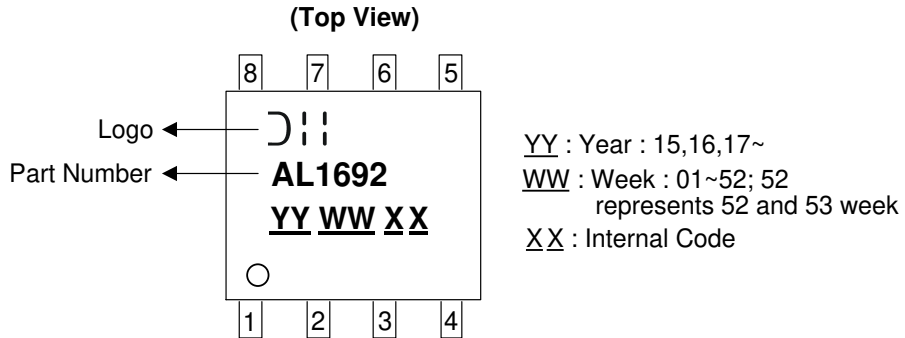 (Top View)
8 7 6 5
Logo
Part Number
AL1692
YY WW X X
1 2 3 4
YY : Year : 15,16,17~
WW : Week : 01~52; 52
represents 52 and 53 week
X X : Internal Code